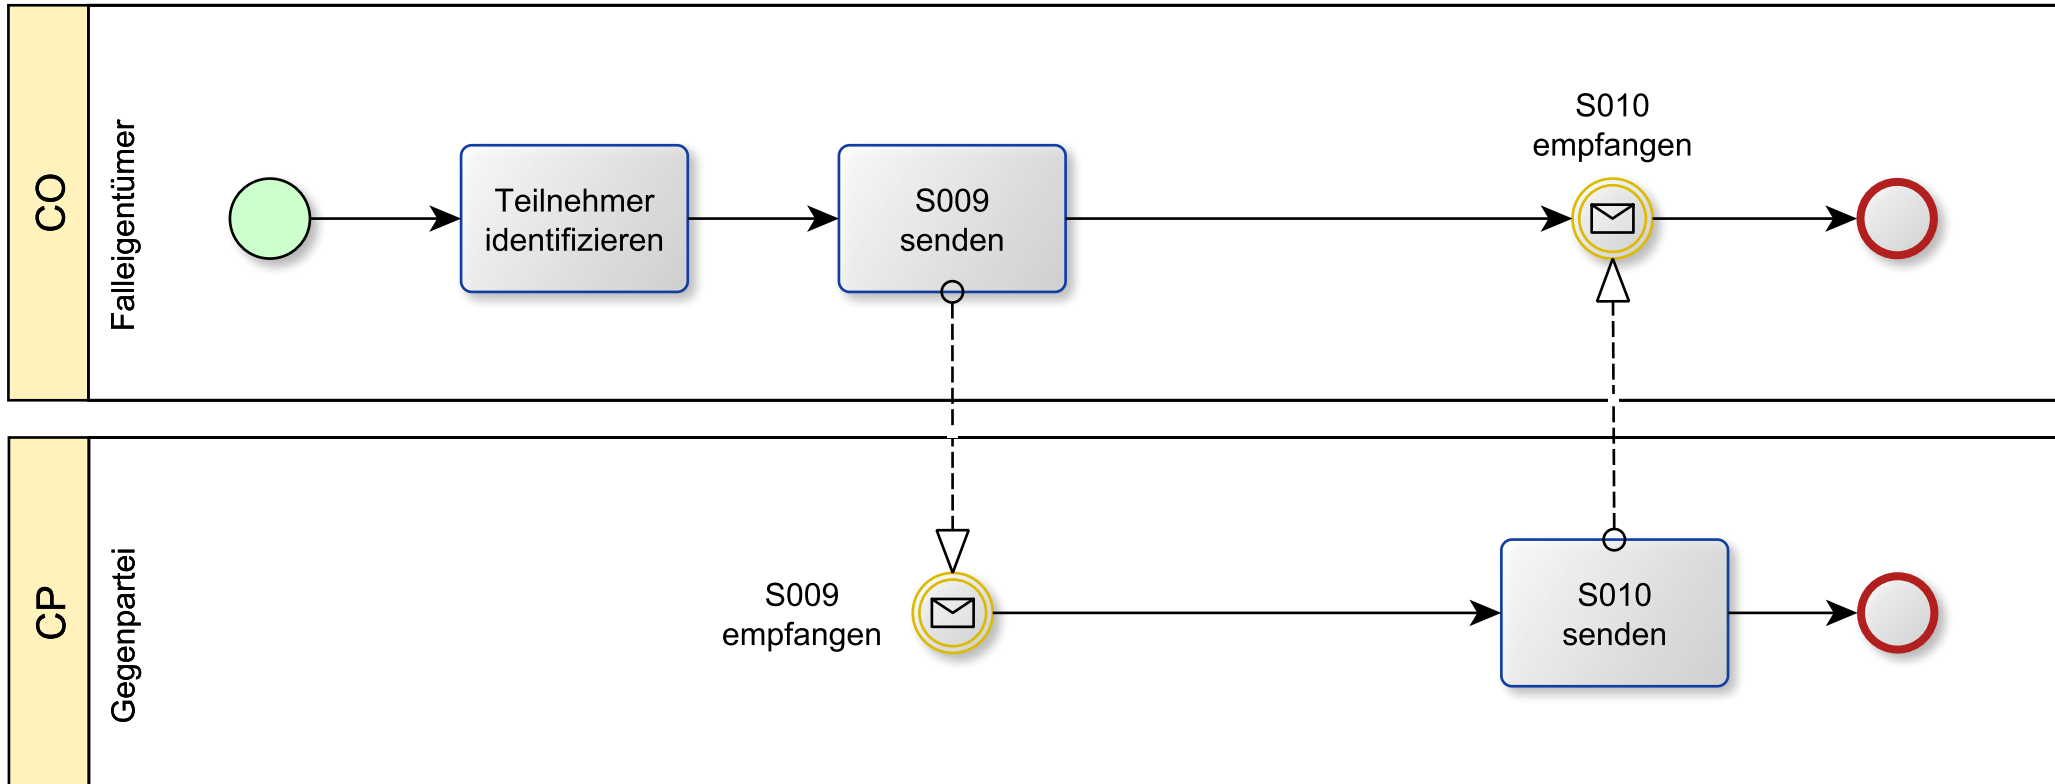 CO
Falleigentümer
Teilnehmer
identifizieren
S009
senden
S010
empfangen
CP
Gegenpartei
S009
empfangen
S010
senden